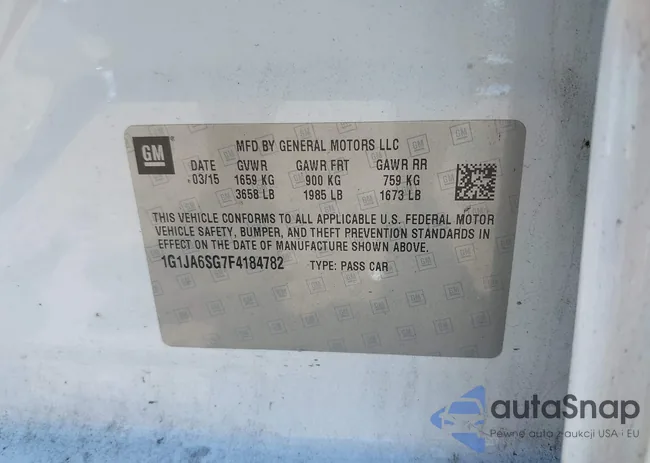 GM
MFD BY GENERAL MOTORS LLC
DATE GVWR GAWR FRT GAWR RR
03/15 1659 KG 900 KG 759 KG
3658 LB 1985 LB 1673 LB
THIS VEHICLE CONFORMS TO ALL APPLICABLE U.S. FEDERAL MOTOR
VEHICLE SAFETY, BUMPER, AND THEFT PREVENTION STANDARDS IN
EFFECT ON THE DATE OF MANUFACTURE SHOWN ABOVE.
1G1JA6SG7F4184782 TYPE: PASS CAR
autaSnap
Pewne auto z aukcji USA i EU